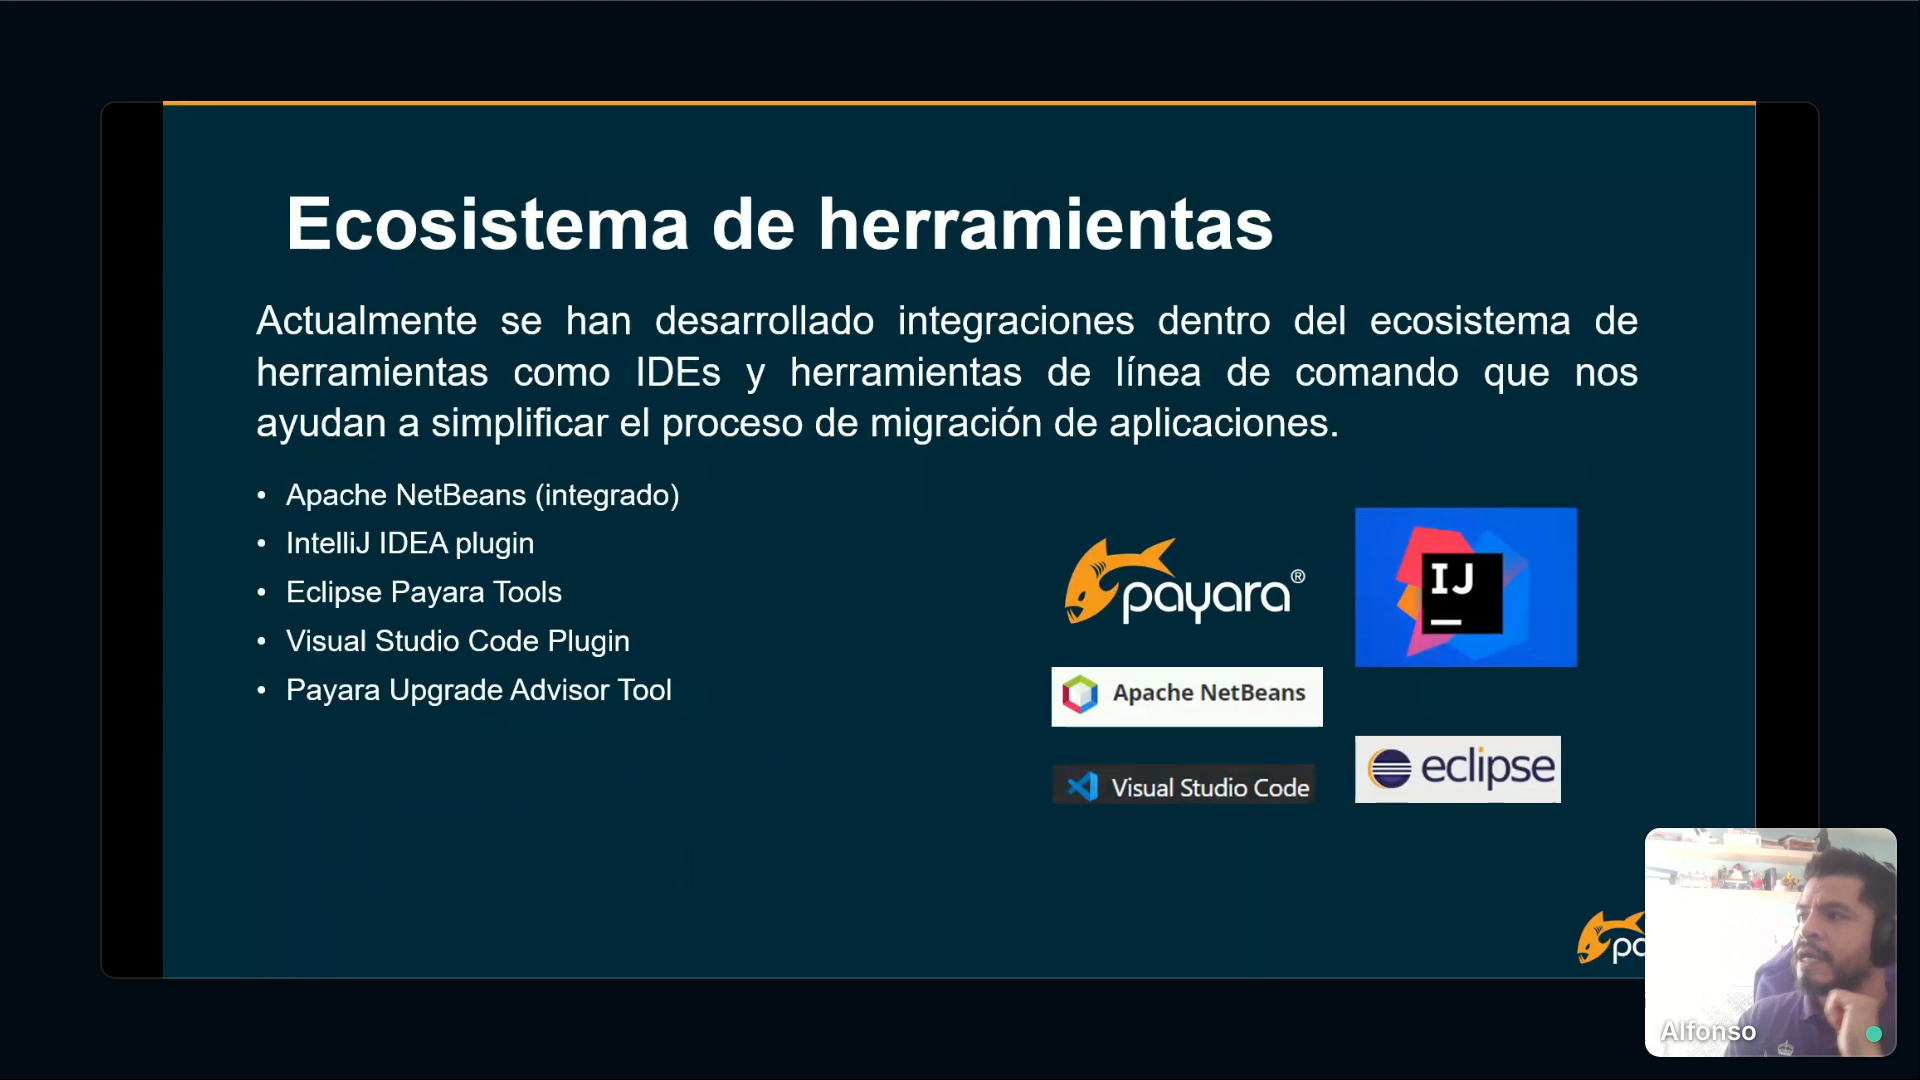 Ecosistema de herramientas
Actualmente se han desarrollado integraciones dentro del ecosistema de
herramientas como IDEs y herramientas de línea de comando que nos
ayudan a simplificar el proceso de migración de aplicaciones.
• Apache NetBeans (integrado)
• IntelliJ IDEA plugin
• Eclipse Payara Tools
• Visual Studio Code Plugin
• Payara Upgrade Advisor Tool
payara®
IJ
Apache NetBeans
Visual Studio Code
eclipse
pa
Alfonso